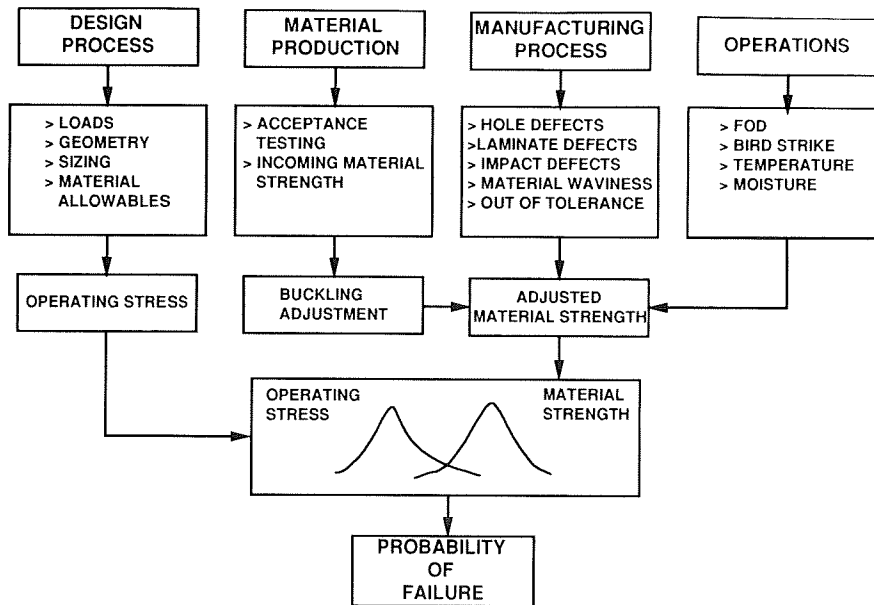 DESIGN
PROCESS
MATERIAL
PRODUCTION
MANUFACTURING
PROCESS
OPERATIONS
> LOADS
> GEOMETRY
> SIZING
> MATERIAL
ALLOWABLES
> ACCEPTANCE
TESTING
> INCOMING MATERIAL
STRENGTH
> HOLE DEFECTS
>LAMINATE DEFECTS
> IMPACT DEFECTS
> MATERIAL WAVINESS
> OUT OF TOLERANCE
> FOD
> BIRD STRIKE
> TEMPERATURE
> MOISTURE
OPERATING STRESS
BUCKLING
ADJUSTMENT
ADJUSTED
MATERIAL STRENGTH
OPERATING
STRESS
MATERIAL
STRENGTH
PROBABILITY
OF
FAILURE